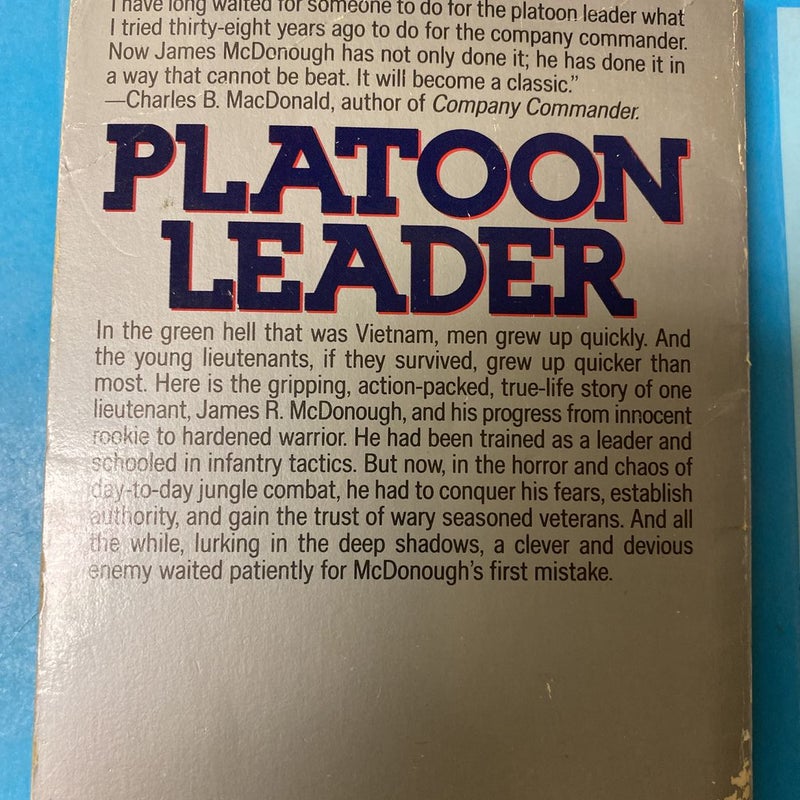 I have long waited for someone to do for the platoon leader what
I tried thirty-eight years ago to do for the company commander.
Now James McDonough has not only done it; he has done it in
a way that cannot be beat. It will become a classic."
—Charles B. MacDonald, author of Company Commander.
PLATOON
LEADER
In the green hell that was Vietnam, men grew up quickly. And
the young lieutenants, if they survived, grew up quicker than
most. Here is the gripping, action-packed, true-life story of one
lieutenant, James R. McDonough, and his progress from innocent
rookie to hardened warrior. He had been trained as a leader and
schooled in infantry tactics. But now, in the horror and chaos of
day-to-day jungle combat, he had to conquer his fears, establish
authority, and gain the trust of wary seasoned veterans. And all
the while, lurking in the deep shadows, a clever and devious
enemy waited patiently for McDonough's first mistake.